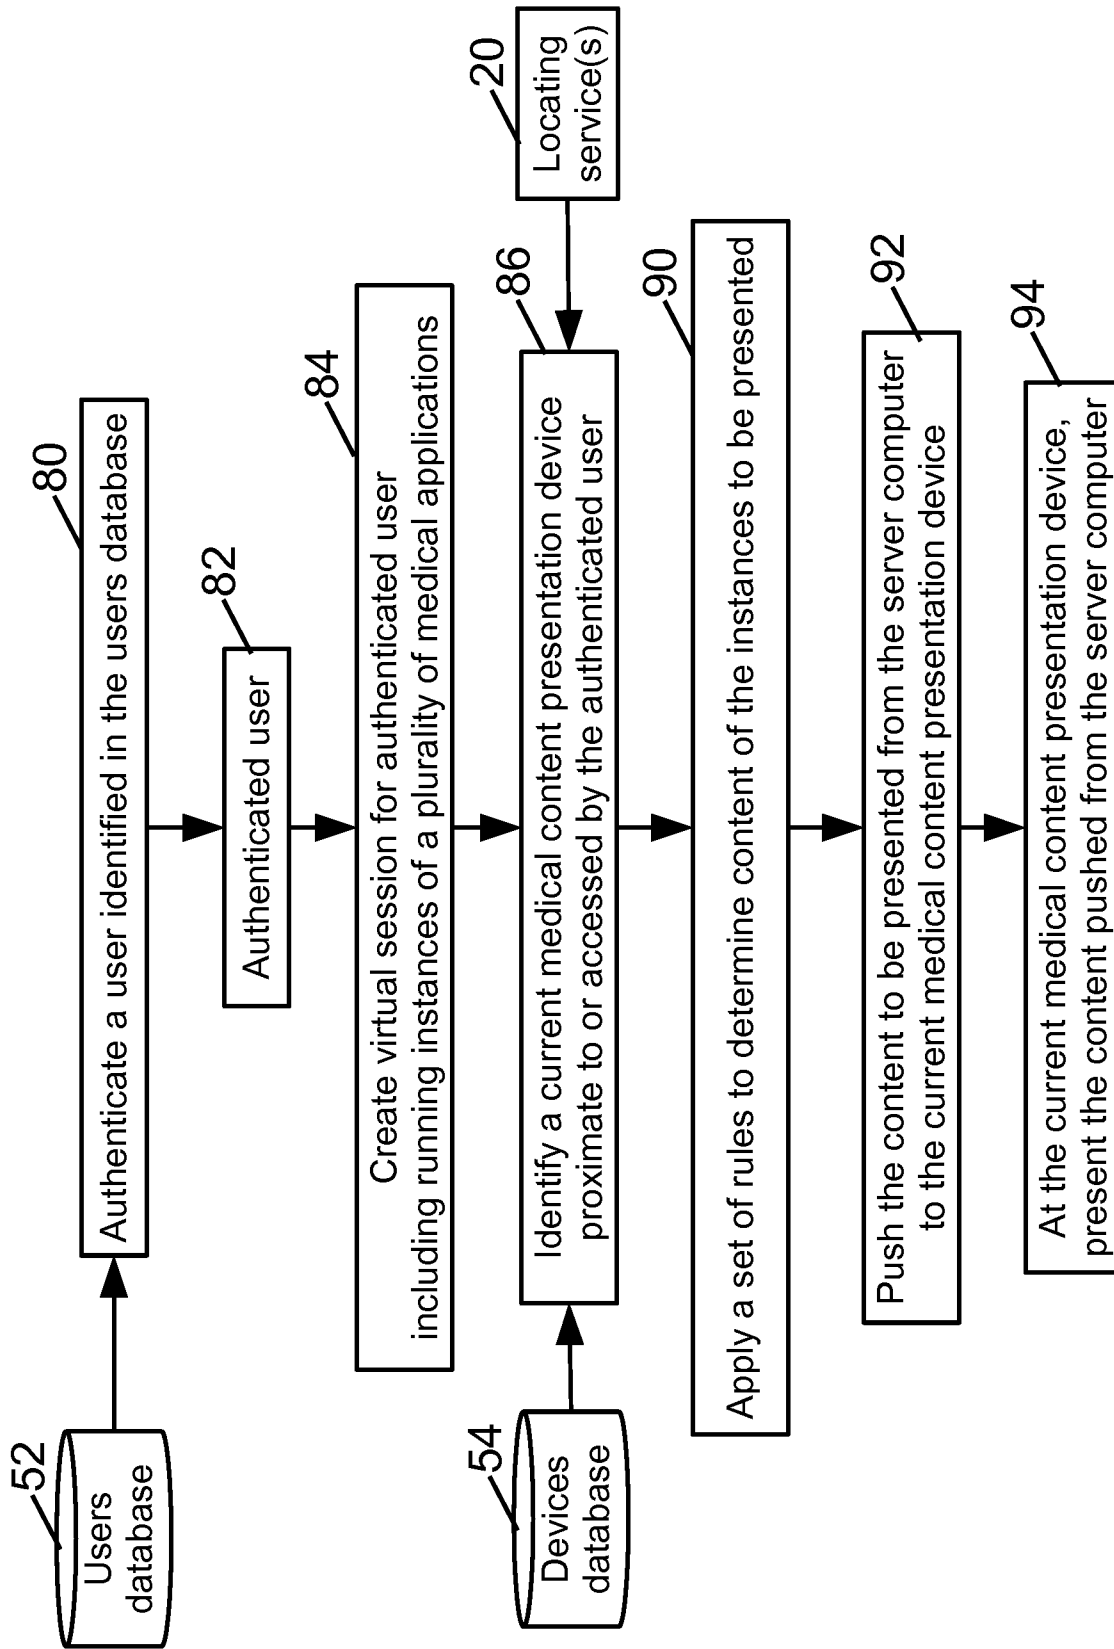 52
Users
database
80
Authenticate a user identified in the users database
82
Authenticated user
84
Create virtual session for authenticated user
including running instances of a plurality of medical applications
54
Devices
database
86
Identify a current medical content presentation device
proximate to or accessed by the authenticated user
20
Locating
service(s)
90
Apply a set of rules to determine content of the instances to be presented
92
Push the content to be presented from the server computer
to the current medical content presentation device
94
At the current medical content presentation device,
present the content pushed from the server computer